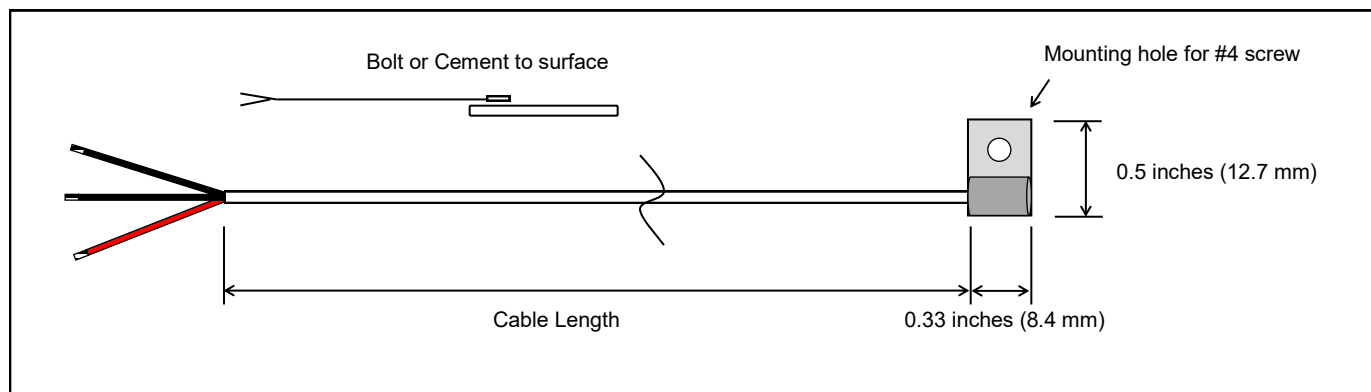 Mounting hole for #4 screw
Bolt or Cement to surface
0.5 inches (12.7 mm)
Cable Length
0.33 inches (8.4 mm)